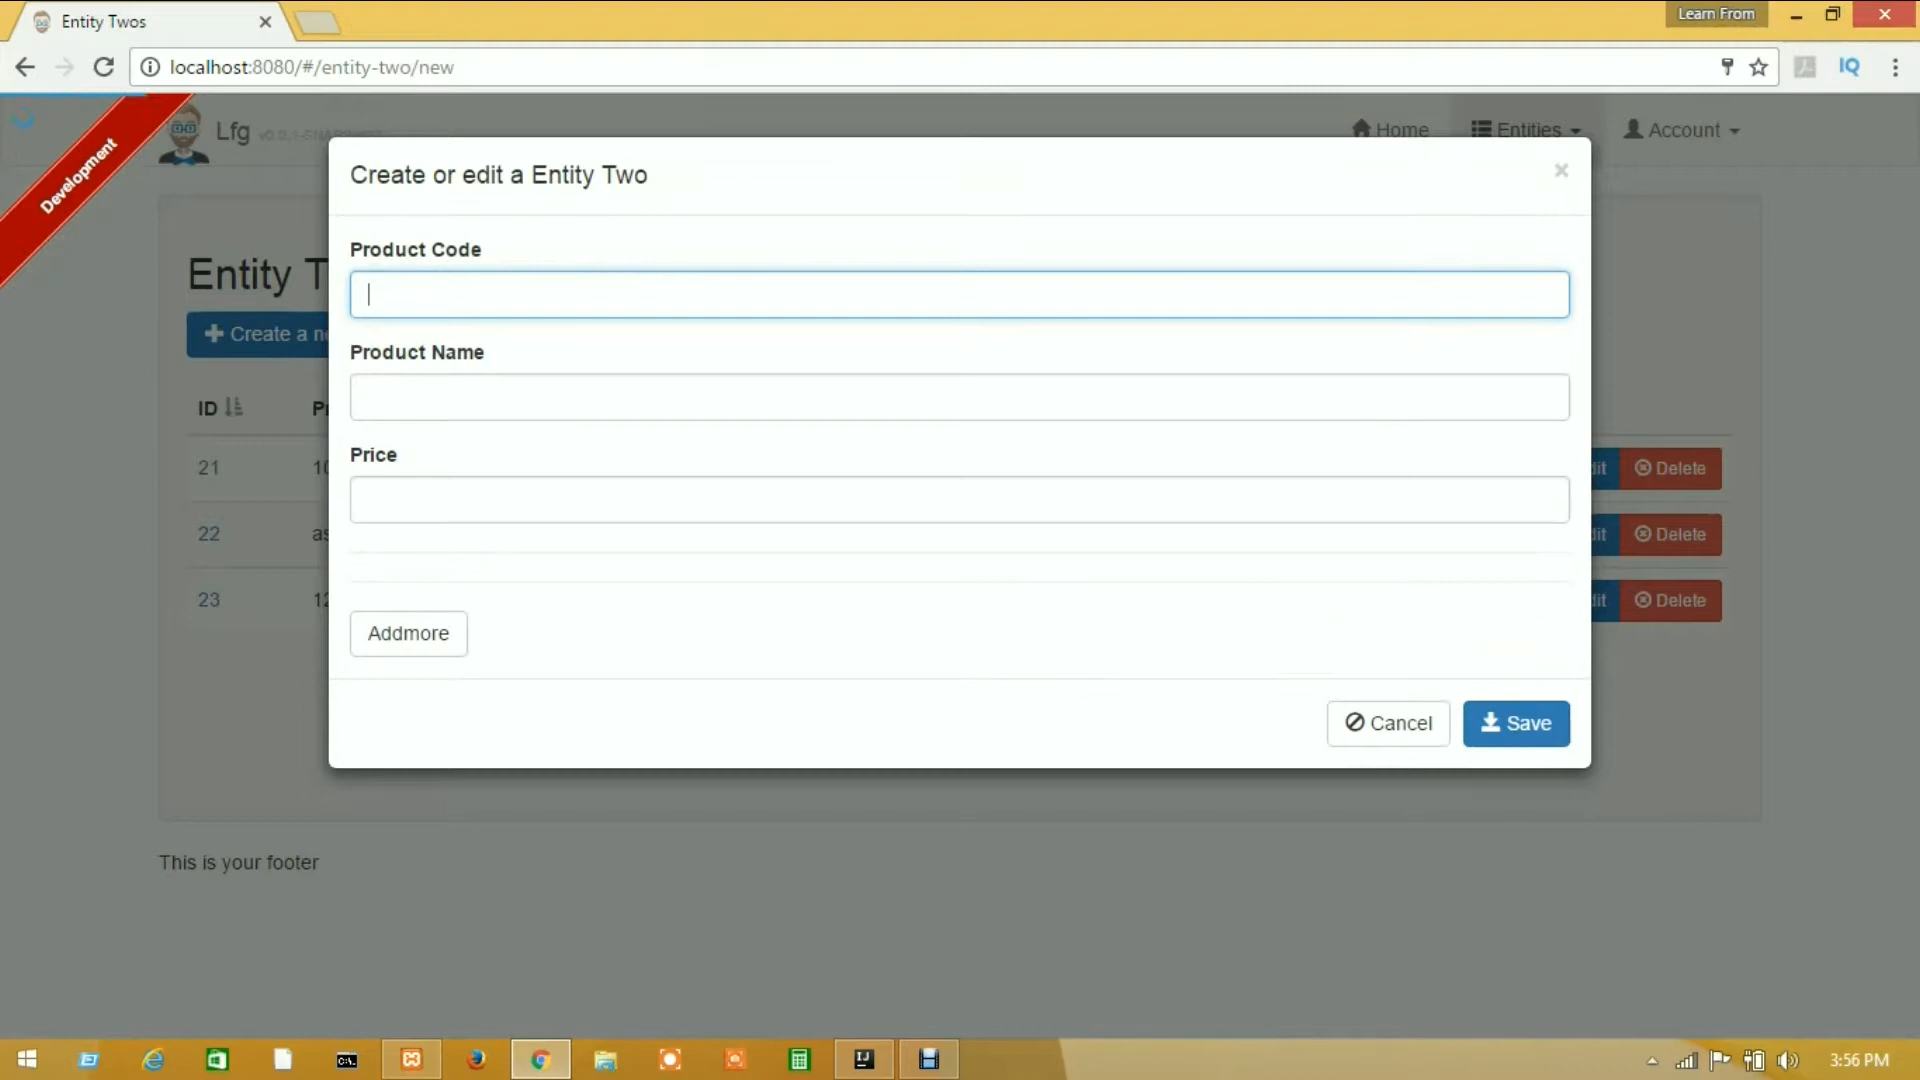 Entity Twos
Learn From
localhost:8080/#/entity-two/new
IQ
Development
Lfg
Home
Entities
Account
Create or edit a Entity Two
Entity T
Create a n
Product Code
Product Name
Price
ID
21
22
23
Delete
Delete
Delete
Addmore
Cancel
Save
This is your footer
3:56 PM